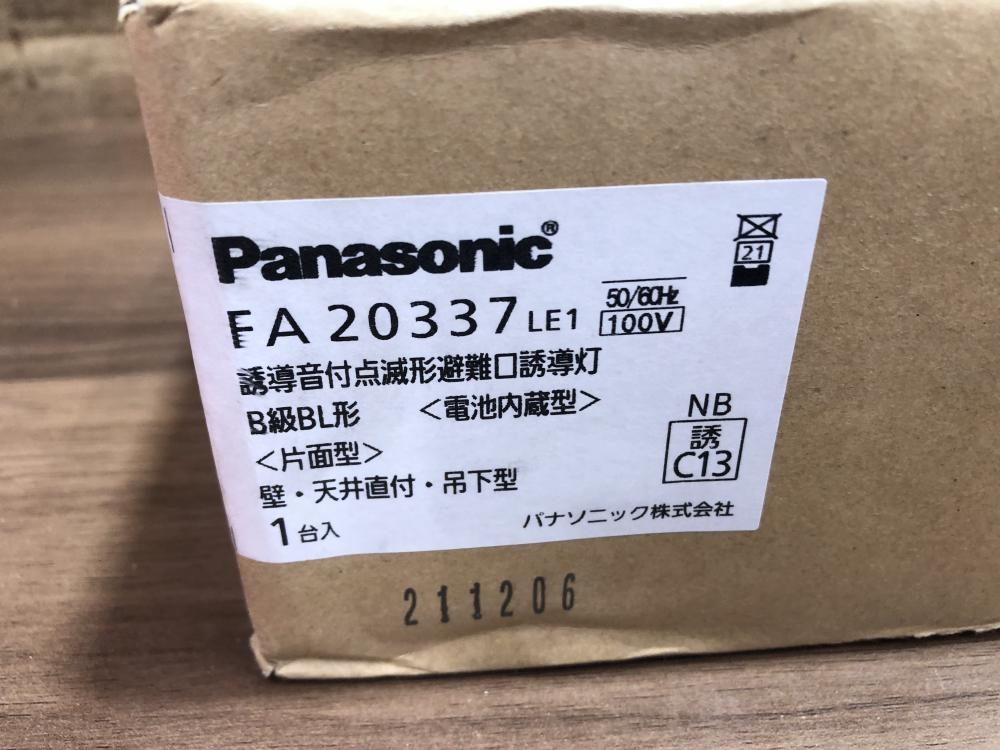 Panasonic®
FA20337 LE1
50/60Hz
100V
21
誘導音付点滅形避難口誘導灯
B級BL形 <電池内蔵型>
<片面型>
壁・天井直付・吊下型
1台入
NB
誘
C13
パナソニック株式会社
211206